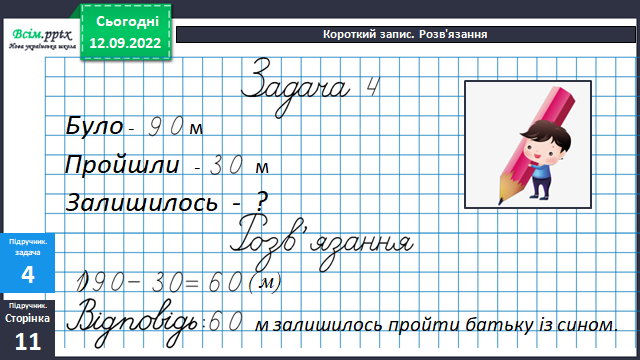 Всім.pptx
Нова українська школа
Сьогодні
12.09.2022
Короткий запис. Розв'язання
Задача 4
Було - 90 м
Пройшли - 30 м
Залишилось - ?
Розв'язання
1) 90 - 30 = 60 (м)
Відповідь: 60 м залишилось пройти батьку із сином.
Підручник.
задача
4
Підручник.
Сторінка
11